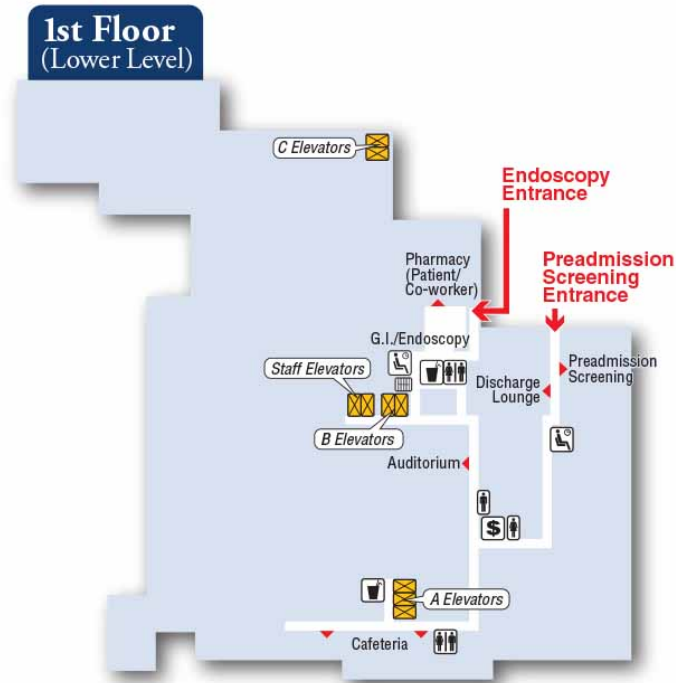 1st Floor
(Lower Level)
C Elevators
Endoscopy
Entrance
Pharmacy
(Patient/
Co-worker)
Preadmission
Screening
Entrance
G.I./Endoscopy
Staff Elevators
Preadmission
Screening
Discharge
Lounge
B Elevators
Auditorium
$
A Elevators
Cafeteria